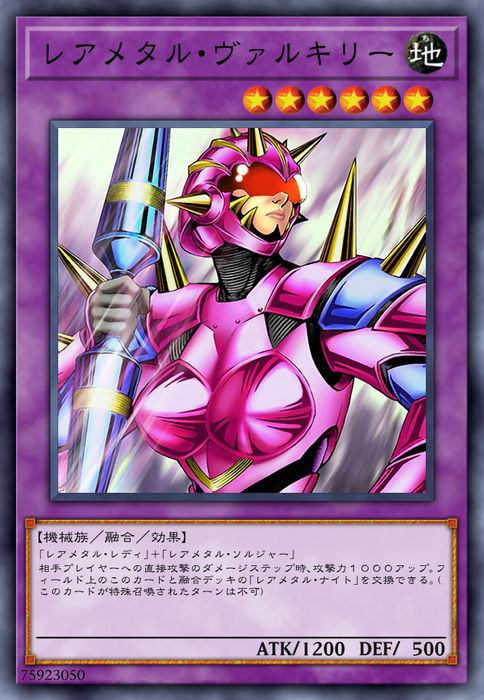 レアメタル・ヴァルキリー
地
ち
【機械族／融合／効果】
「レアメタル・レディ」+「レアメタル・ソルジャー」
相手プレイヤーへの直接攻撃のダメージステップ時、攻撃力１０００アップ。フ
ィールド上のこのカードと融合デッキの「レアメタル・ナイト」を交換できる。(
このカードが特殊召喚されたターンは不可)
ATK/1200 DEF/ 500
75923050